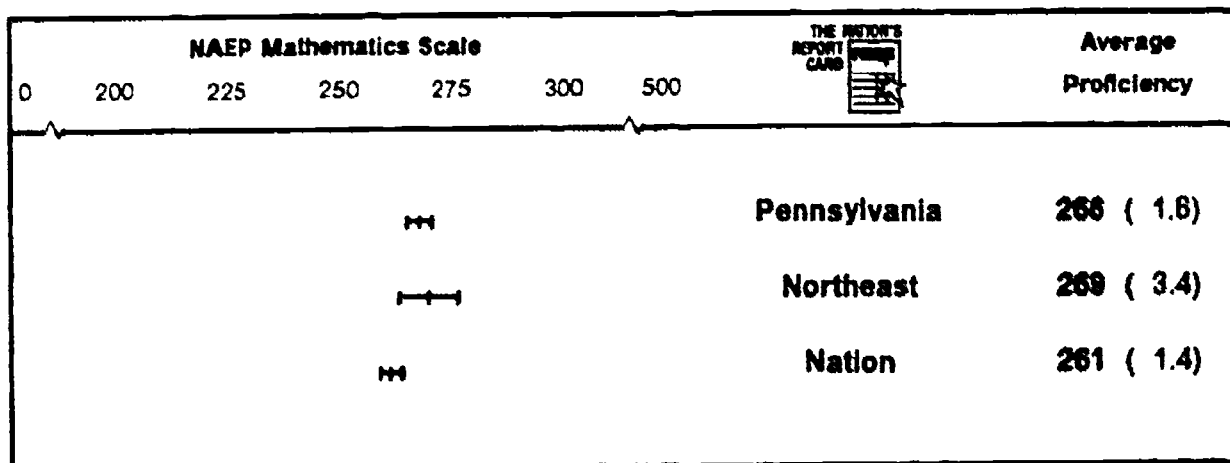 NAEP Mathematics Scale
0 200 225 250 275 300 500
THE NATION'S
REPORT
CARD
Average
Proficiency
Pennsylvania 266 ( 1.6)
Northeast 269 ( 3.4)
Nation 261 ( 1.4)